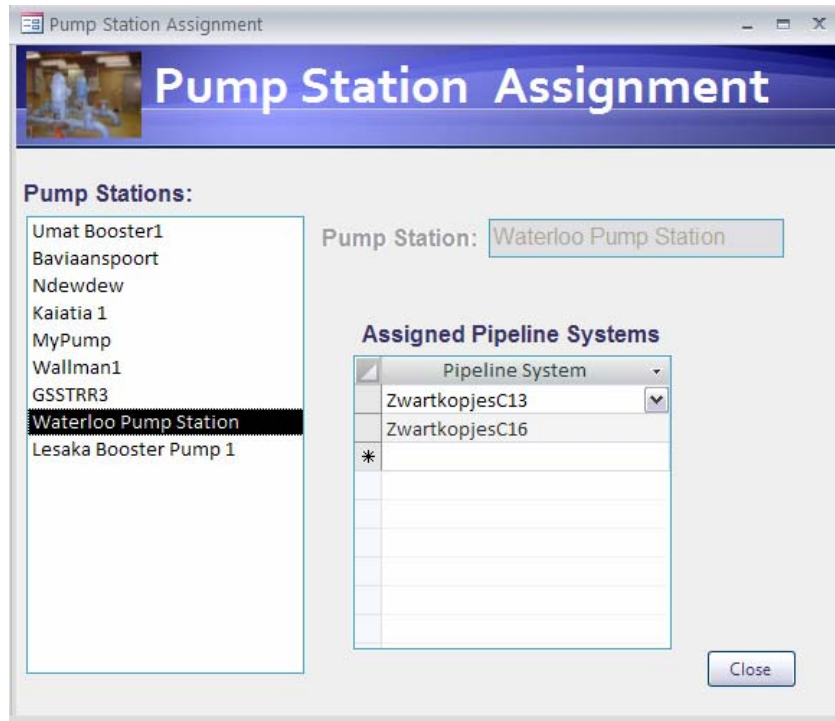 Pump Station Assignment
Pump Station Assignment
Pump Stations:
Umat Booster1
Baviaanspoort
Ndewdew
Kaiatia 1
MyPump
Wallman1
GSSTRR3
Waterloo Pump Station
Lesaka Booster Pump 1
Pump Station: Waterloo Pump Station
Assigned Pipeline Systems
Pipeline System
ZwartkopjesC13
ZwartkopjesC16
Close